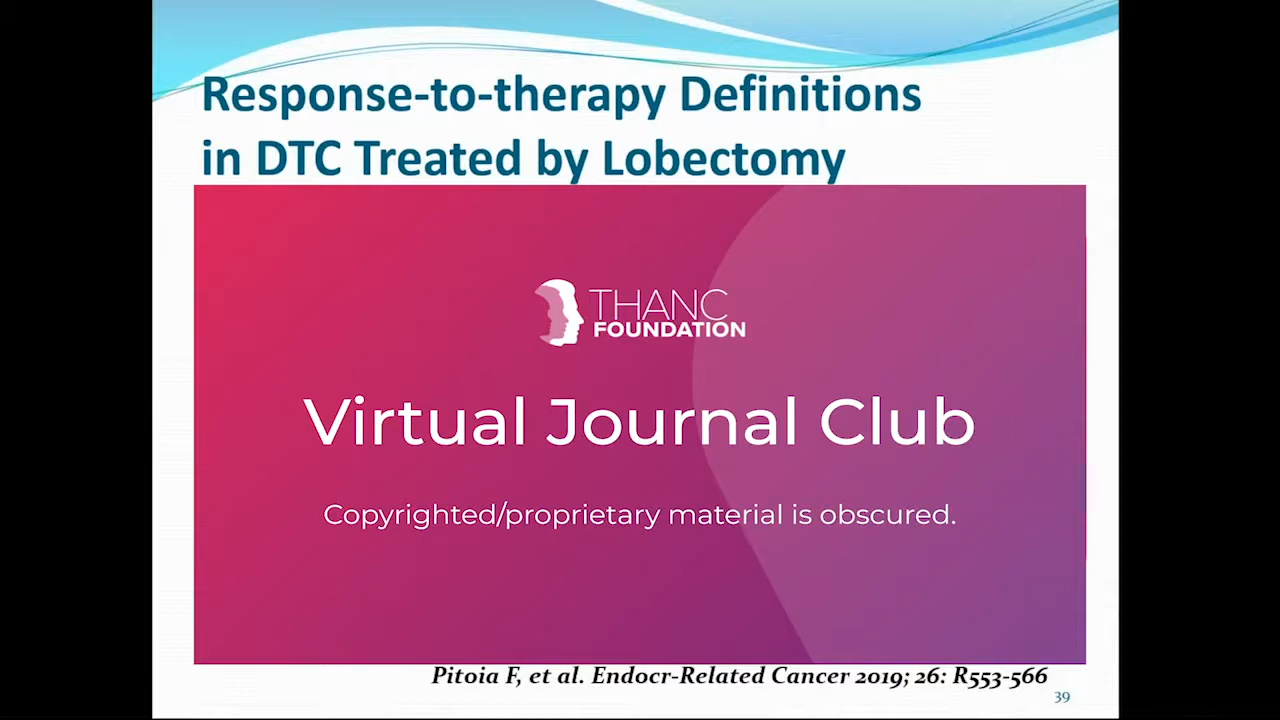 Response-to-therapy Definitions
in DTC Treated by Lobectomy
THANC
FOUNDATION
Virtual Journal Club
Copyrighted/proprietary material is obscured.
Pitoia F, et al. Endocr-Related Cancer 2019; 26: R553-566
39